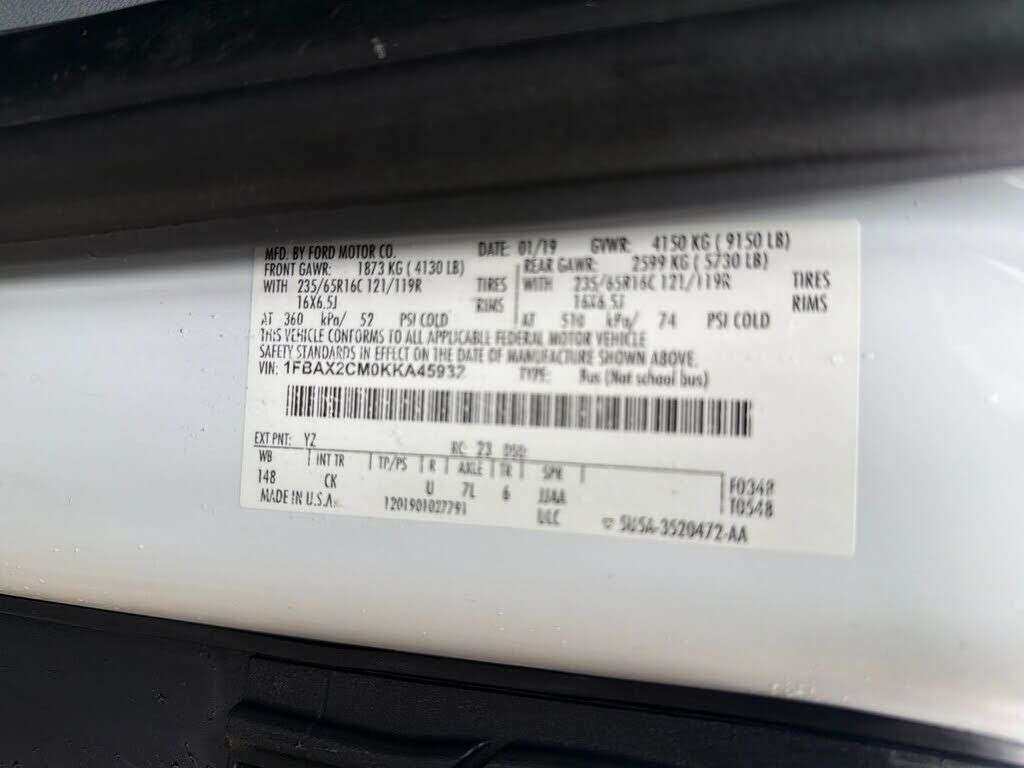 MFD. BY FORD MOTOR CO. DATE: 01/19 GVWR: 4150 KG ( 9150 LB)
FRONT GAWR: 1873 KG ( 4130 LB) REAR GAWR: 2599 KG ( 5730 LB)
WITH 235/65R16C 121/119R TIRES WITH 235/65R16C 121/119R TIRES
16X6.5J RIMS 16X6.5J RIMS
AT 360 kPa/ 52 PSI COLD AT 510 kPa/ 74 PSI COLD
THIS VEHICLE CONFORMS TO ALL APPLICABLE FEDERAL MOTOR VEHICLE
SAFETY STANDARDS IN EFFECT ON THE DATE OF MANUFACTURE SHOWN ABOVE.
VIN: 1FBAX2CM0KKA45932 TYPE: Bus (Not school bus)
EXT PNT: YZ RC: 23 DSO:
WB INT TR TP/PS R AXLE TR SPR F0348
148 CK U 7L 6 JJAA T0548
MADE IN U.S.A. 1201901027791 UCC ▽ 5U5A-3520472-AA